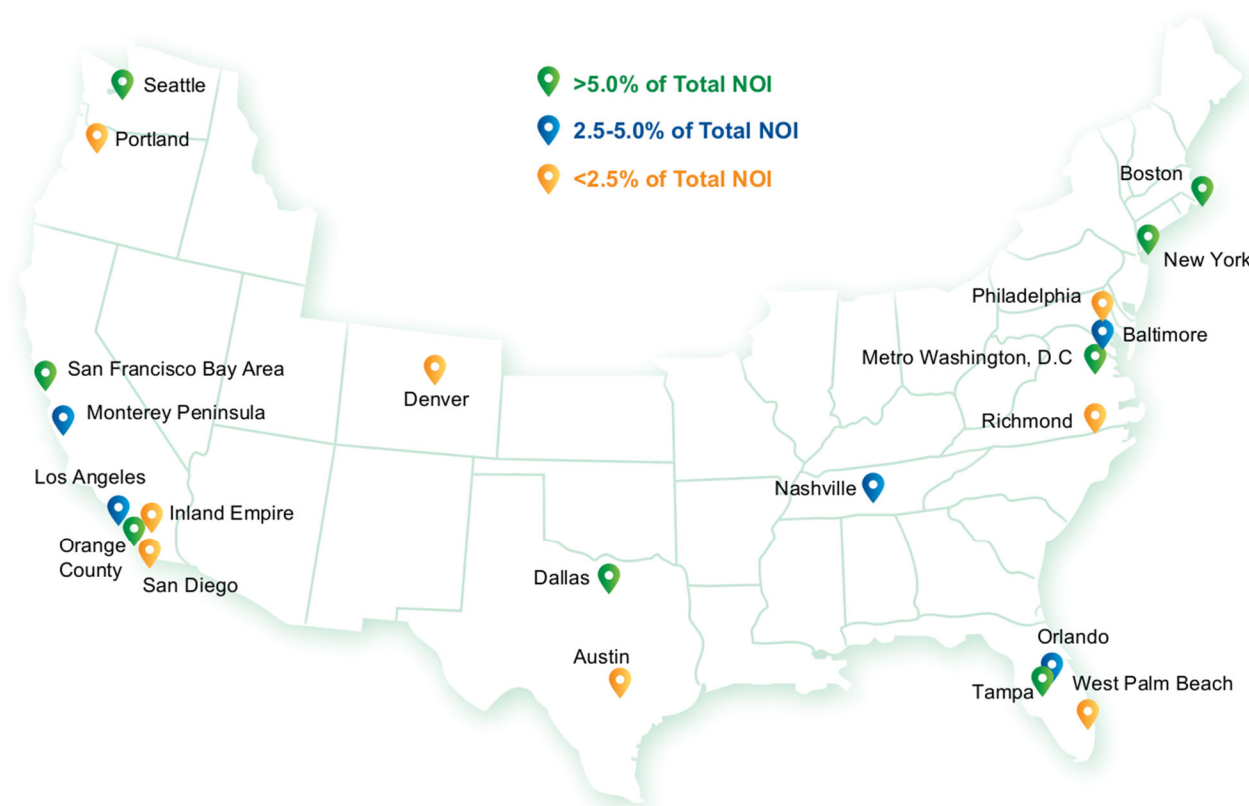 Seattle
Portland
>5.0% of Total NOI
2.5-5.0% of Total NOI
<2.5% of Total NOI
Boston
New York
Philadelphia
Baltimore
Metro Washington, D.C
Richmond
San Francisco Bay Area
Monterey Peninsula
Denver
Los Angeles
Inland Empire
Orange
County
San Diego
Nashville
Dallas
Austin
Orlando
Tampa
West Palm Beach